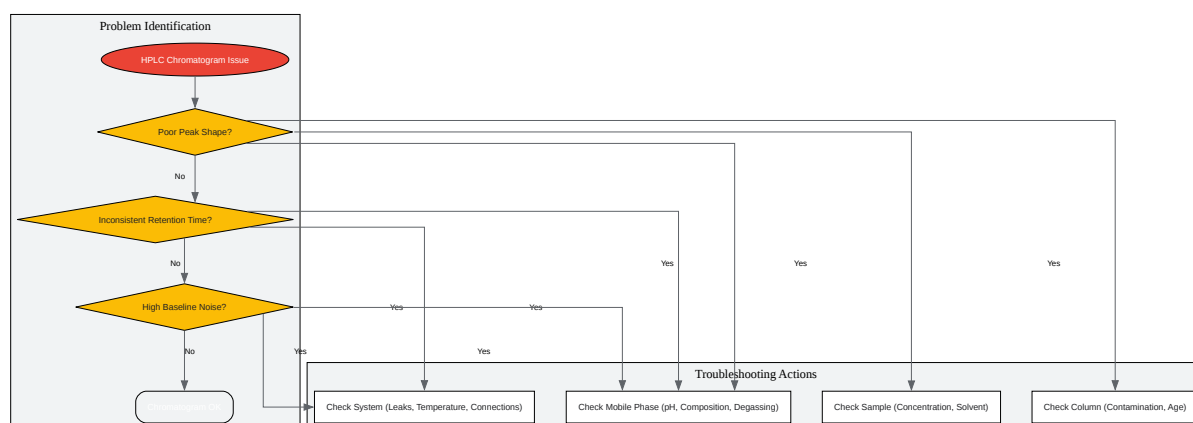 Problem Identification
HPLC Chromatogram Issue
Poor Peak Shape?
No
Inconsistent Retention Time?
No
Yes
Yes
Yes
High Baseline Noise?
Yes
Yes
No
Yes
Yes
Troubleshooting Actions
Chromatogram OK
Check System (Leaks, Temperature, Connections)
Check Mobile Phase (pH, Composition, Degassing)
Check Sample (Concentration, Solvent)
Check Column (Contamination, Age)